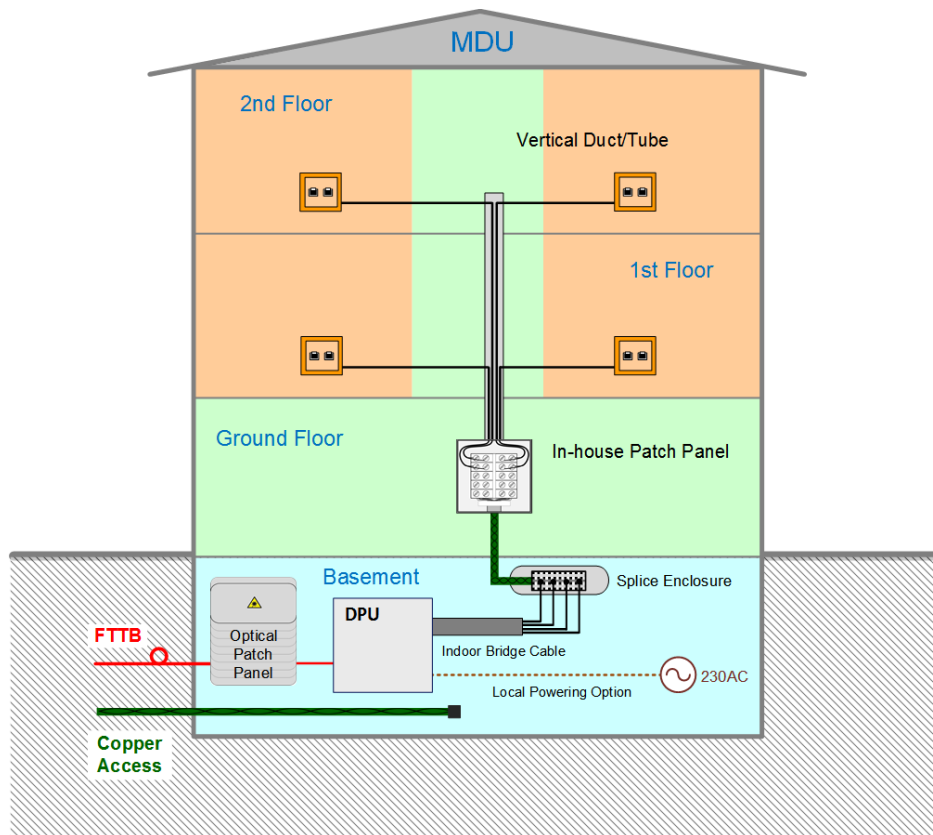 MDU
2nd Floor
Vertical Duct/Tube
1st Floor
Ground Floor
In-house Patch Panel
Basement
Splice Enclosure
DPU
FTTB
Optical
Patch
Panel
Indoor Bridge Cable
230AC
Local Powering Option
Copper
Access